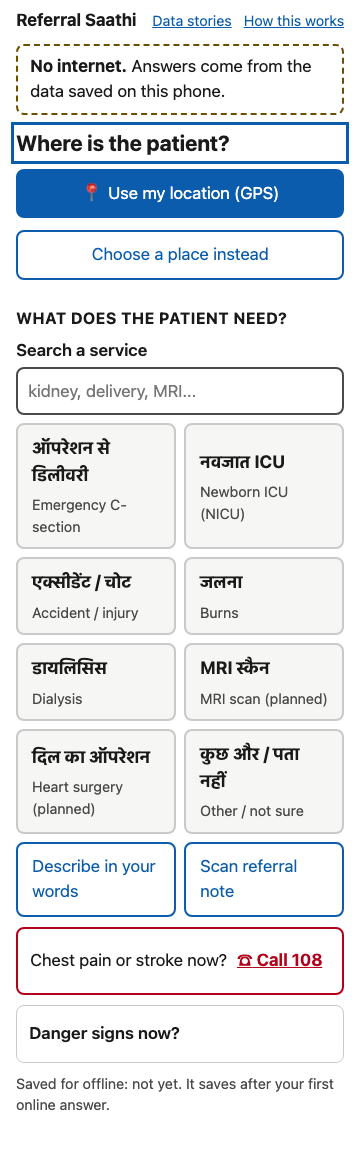 Referral Saathi Data stories How this works
No internet. Answers come from the
data saved on this phone.
Where is the patient?
📍 Use my location (GPS)
Choose a place instead
WHAT DOES THE PATIENT NEED?
Search a service
kidney, delivery, MRI...
ऑपरेशन से
डिलीवरी
Emergency C-
section
नवजात ICU
Newborn ICU
(NICU)
एक्सीडेंट / चोट
Accident / injury
जलना
Burns
डायलिसिस
Dialysis
MRI स्कैन
MRI scan (planned)
दिल का ऑपरेशन
Heart surgery
(planned)
कुछ और / पता
नहीं
Other / not sure
Describe in your
words
Scan referral
note
Chest pain or stroke now? ☎ Call 108
Danger signs now?
Saved for offline: not yet. It saves after your first
online answer.